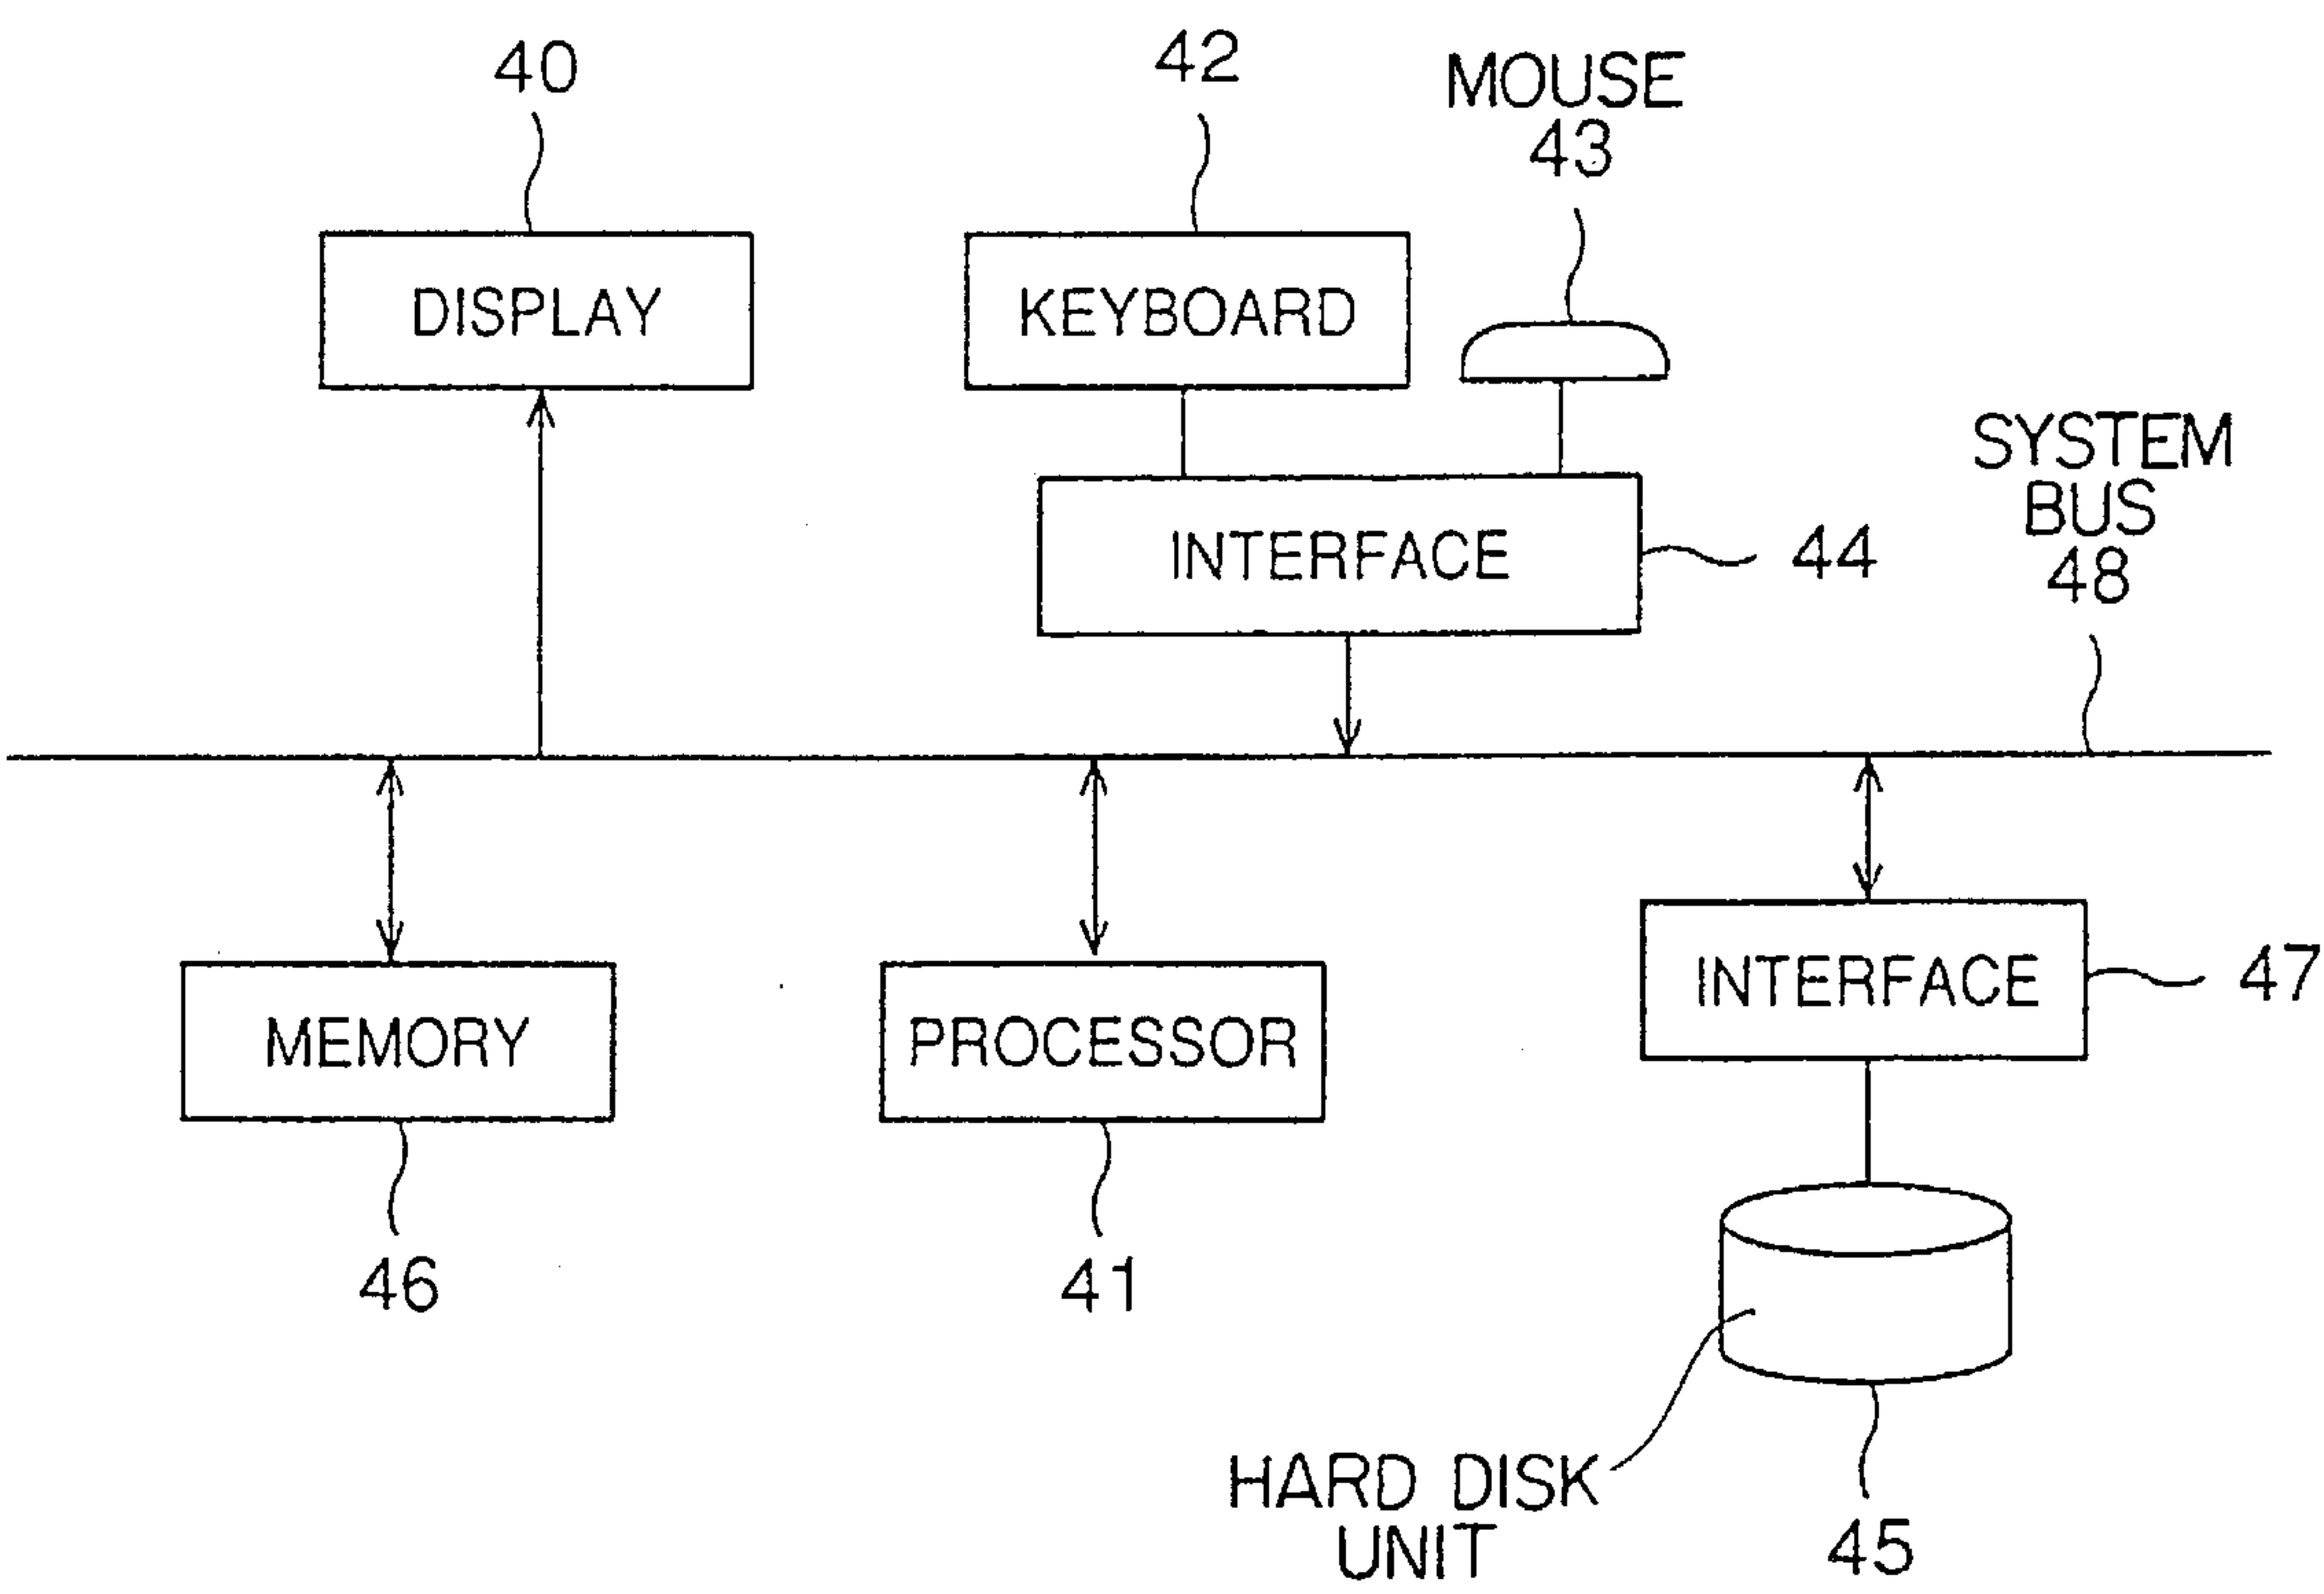 40
42
MOUSE
43
DISPLAY
KEYBOARD
SYSTEM
BUS
48
INTERFACE
44
MEMORY
PROCESSOR
INTERFACE
47
46
41
HARD DISK
UNIT
45